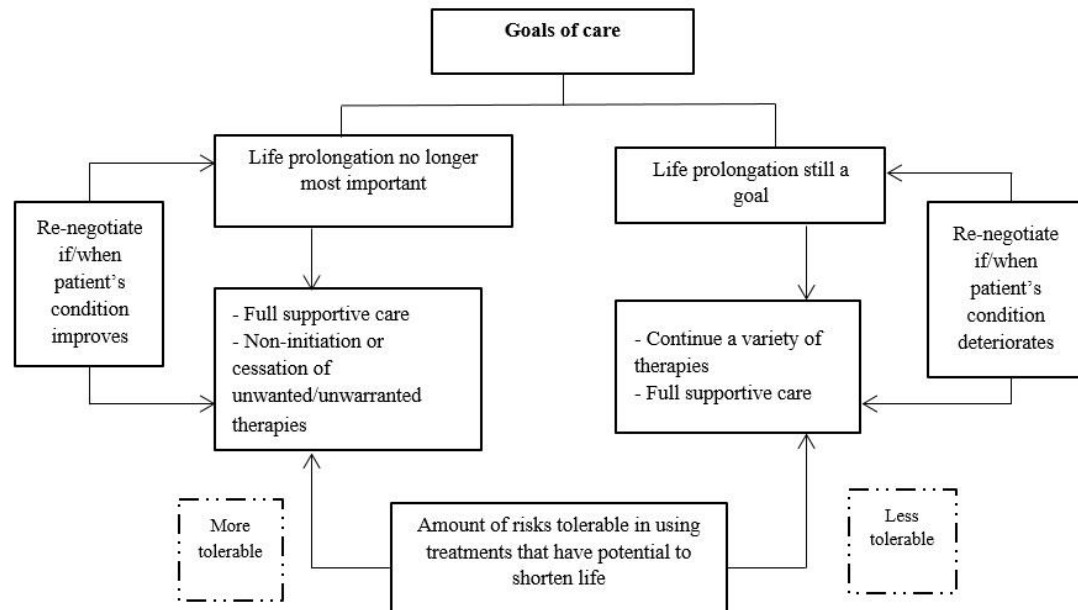 Goals of care
Life prolongation no longer
most important
Life prolongation still a
goal
Re-negotiate
if/when
patient’s
condition
improves
Re-negotiate
if/when
patient’s
condition
deteriorates
- Full supportive care
- Non-initiation or
cessation of
unwanted/unwarranted
therapies
- Continue a variety of
therapies
- Full supportive care
More
tolerable
Amount of risks tolerable in using
treatments that have potential to
shorten life
Less
tolerable